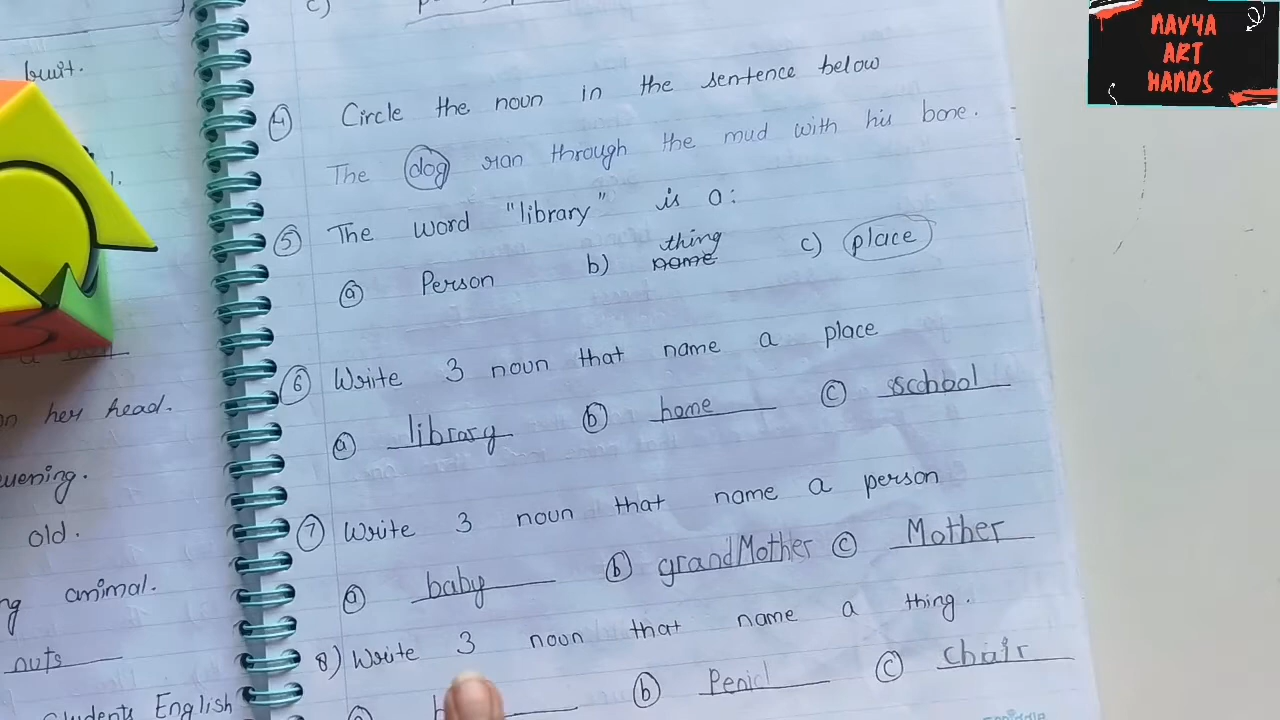 fruit.
on her head.
evening.
old.
animal.
nuts
students English
c)
4 Circle the noun in the sentence below
The dog ran through the mud with his bone.
5 The word "library" is a:
a Person b) thing name c) place
6 Write 3 noun that name a place
a library b home c school
7 Write 3 noun that name a person
a baby b grandMother c Mother
8) Write 3 noun that name a thing.
a b Penicl c chair
NAVYA
ART
HANDS